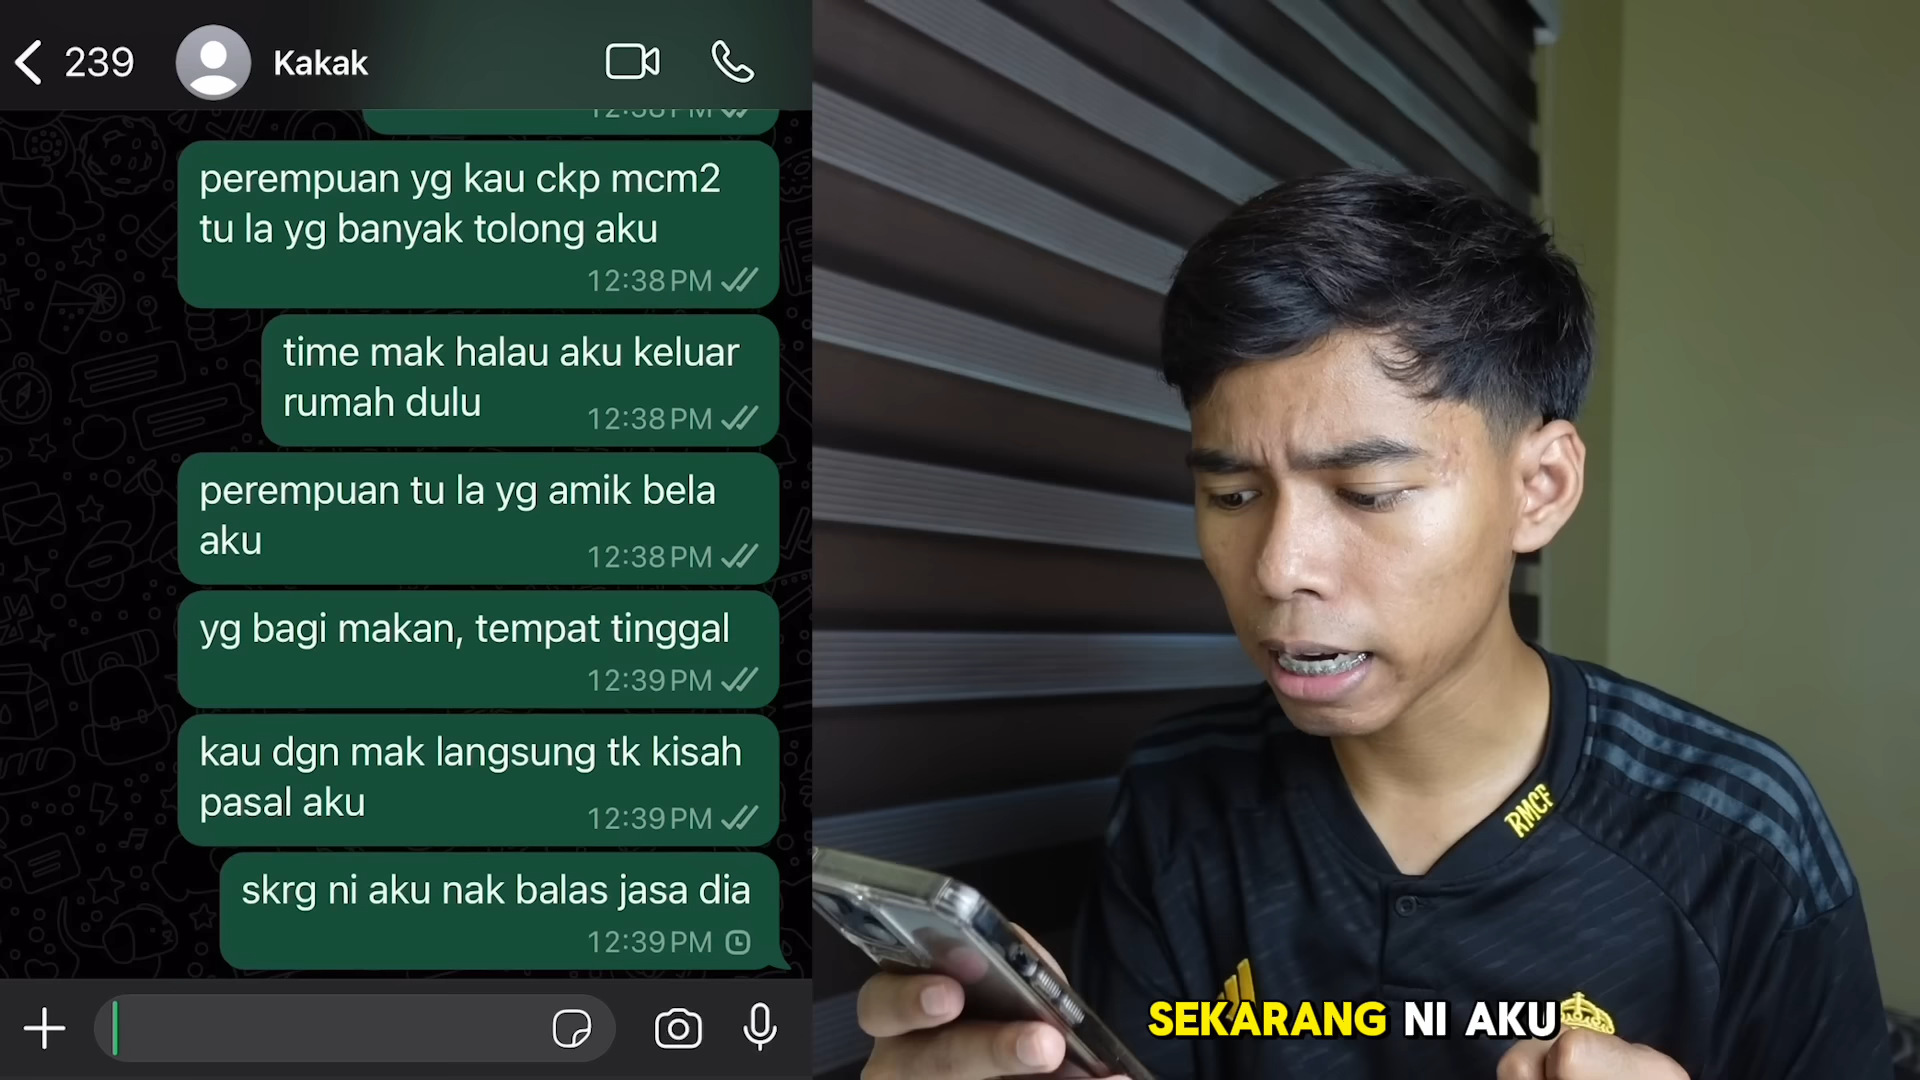 239
Kakak
12:38 PM
perempuan yg kau ckp mcm2
tu la yg banyak tolong aku
12:38 PM
time mak halau aku keluar
rumah dulu
12:38 PM
perempuan tu la yg amik bela
aku
12:38 PM
yg bagi makan, tempat tinggal
12:39 PM
kau dgn mak langsung tk kisah
pasal aku
12:39 PM
skrg ni aku nak balas jasa dia
12:39 PM
RMCF
SEKARANG NI AKU